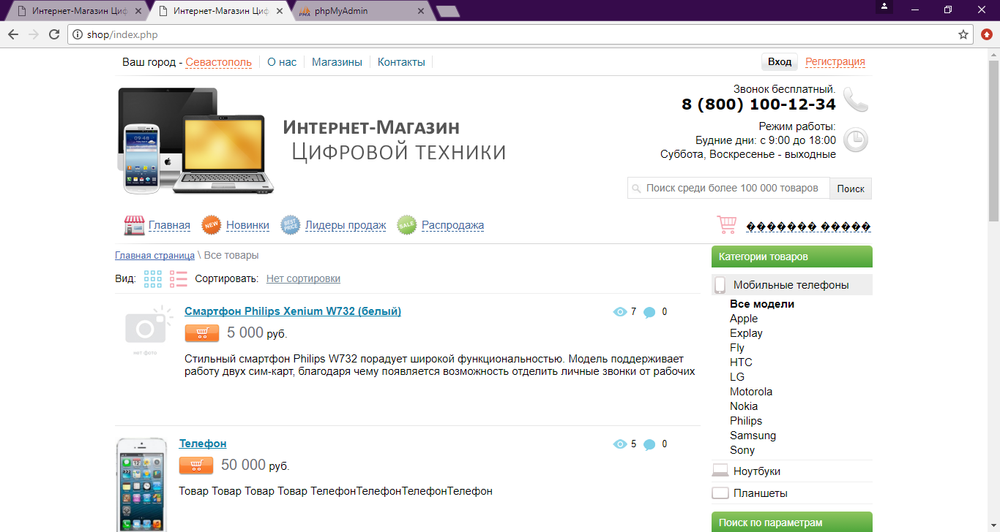 Интернет-Магазин Циф
Интернет-Магазин Циф
phpMyAdmin
shop/index.php
Ваш город - Севастополь
О нас
Магазины
Контакты
Вход
Регистрация
Звонок бесплатный.
8 (800) 100-12-34
Режим работы:
Будние дни: с 9:00 до 18:00
Суббота, Воскресенье - выходные
Интернет-Магазин
Цифровой техники
09:48
Поиск среди более 100 000 товаров
Поиск
Главная
NEW
Новинки
BEST PRICE
Лидеры продаж
SALE
Распродажа
������� �����
Главная страница \ Все товары
Вид:
Сортировать:
Нет сортировки
Смартфон Philips Xenium W732 (белый)
7
0
5 000 руб.
нет фото
Стильный смартфон Philips W732 порадует широкой функциональностью. Модель поддерживает
работу двух сим-карт, благодаря чему появляется возможность отделить личные звонки от рабочих
Телефон
5
0
50 000 руб.
Товар Товар Товар Товар ТелефонТелефонТелефонТелефон
Категории товаров
Мобильные телефоны
Все модели
Apple
Explay
Fly
HTC
LG
Motorola
Nokia
Philips
Samsung
Sony
Ноутбуки
Планшеты
Поиск по параметрам